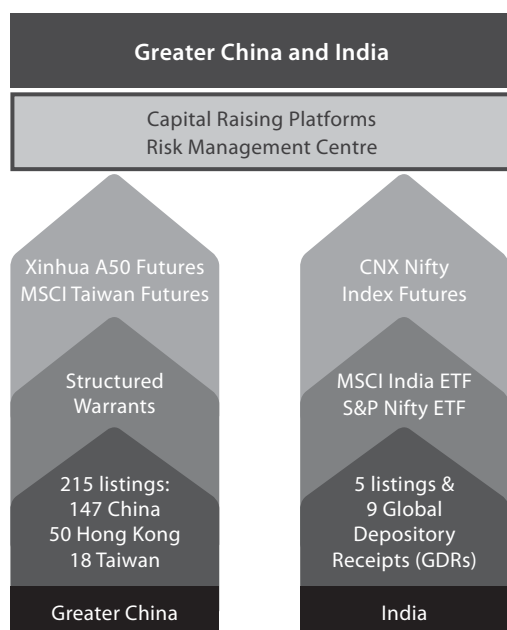 Greater China and India
Capital Raising Platforms
Risk Management Centre
Xinhua A50 Futures
MSCI Taiwan Futures
Structured
Warrants
215 listings:
147 China
50 Hong Kong
18 Taiwan
Greater China
CNX Nifty
Index Futures
MSCI India ETF
S&P Nifty ETF
5 listings &
9 Global
Depository
Receipts (GDRs)
India